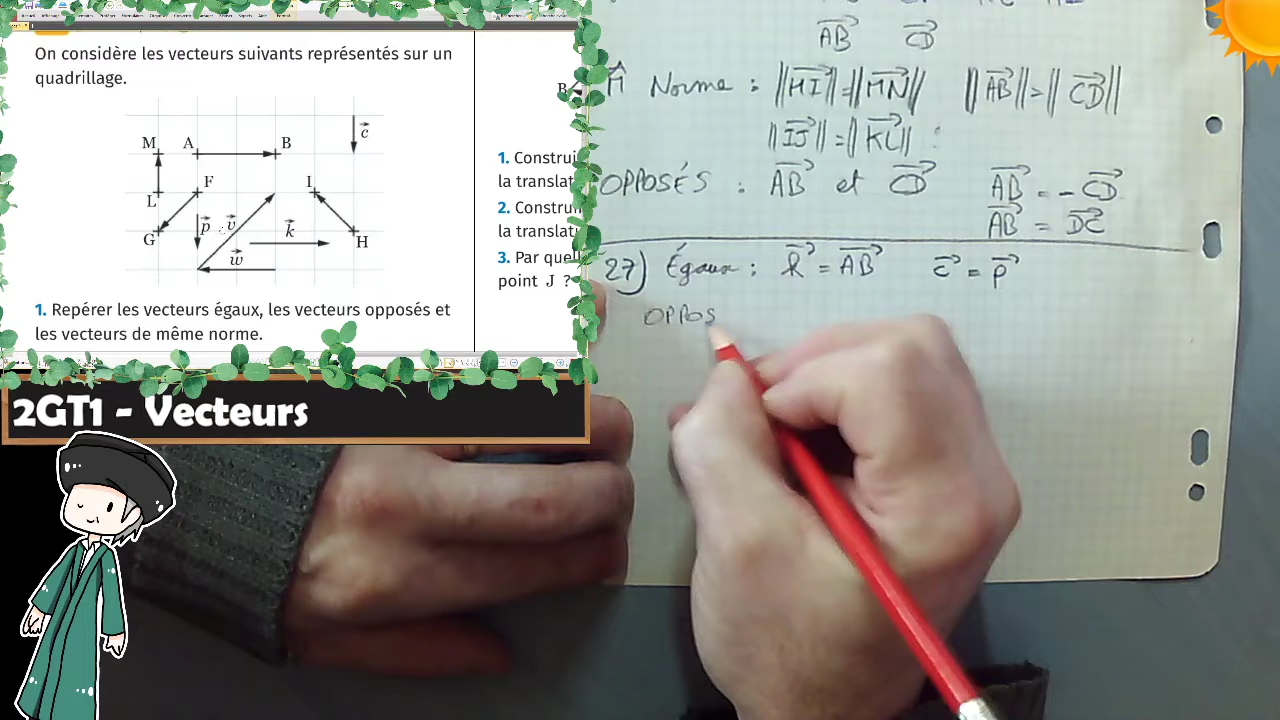 On considère les vecteurs suivants représentés sur un
quadrillage.
M A B c
F I
L
p v k
G H
w
1. Repérer les vecteurs égaux, les vecteurs opposés et
les vecteurs de même norme.
B
1. Construi
la translat
2. Construi
la translat
3. Par quel
point J ?
2GT1 - Vecteurs
AB CD
Norme : ||MI|| = ||MN|| ||AB|| = ||CD||
||IJ|| = ||KL||
OPPOSÉS : AB et CD AB = - CD
AB = DC
27) Égaux : k = AB c = p
OPPOS